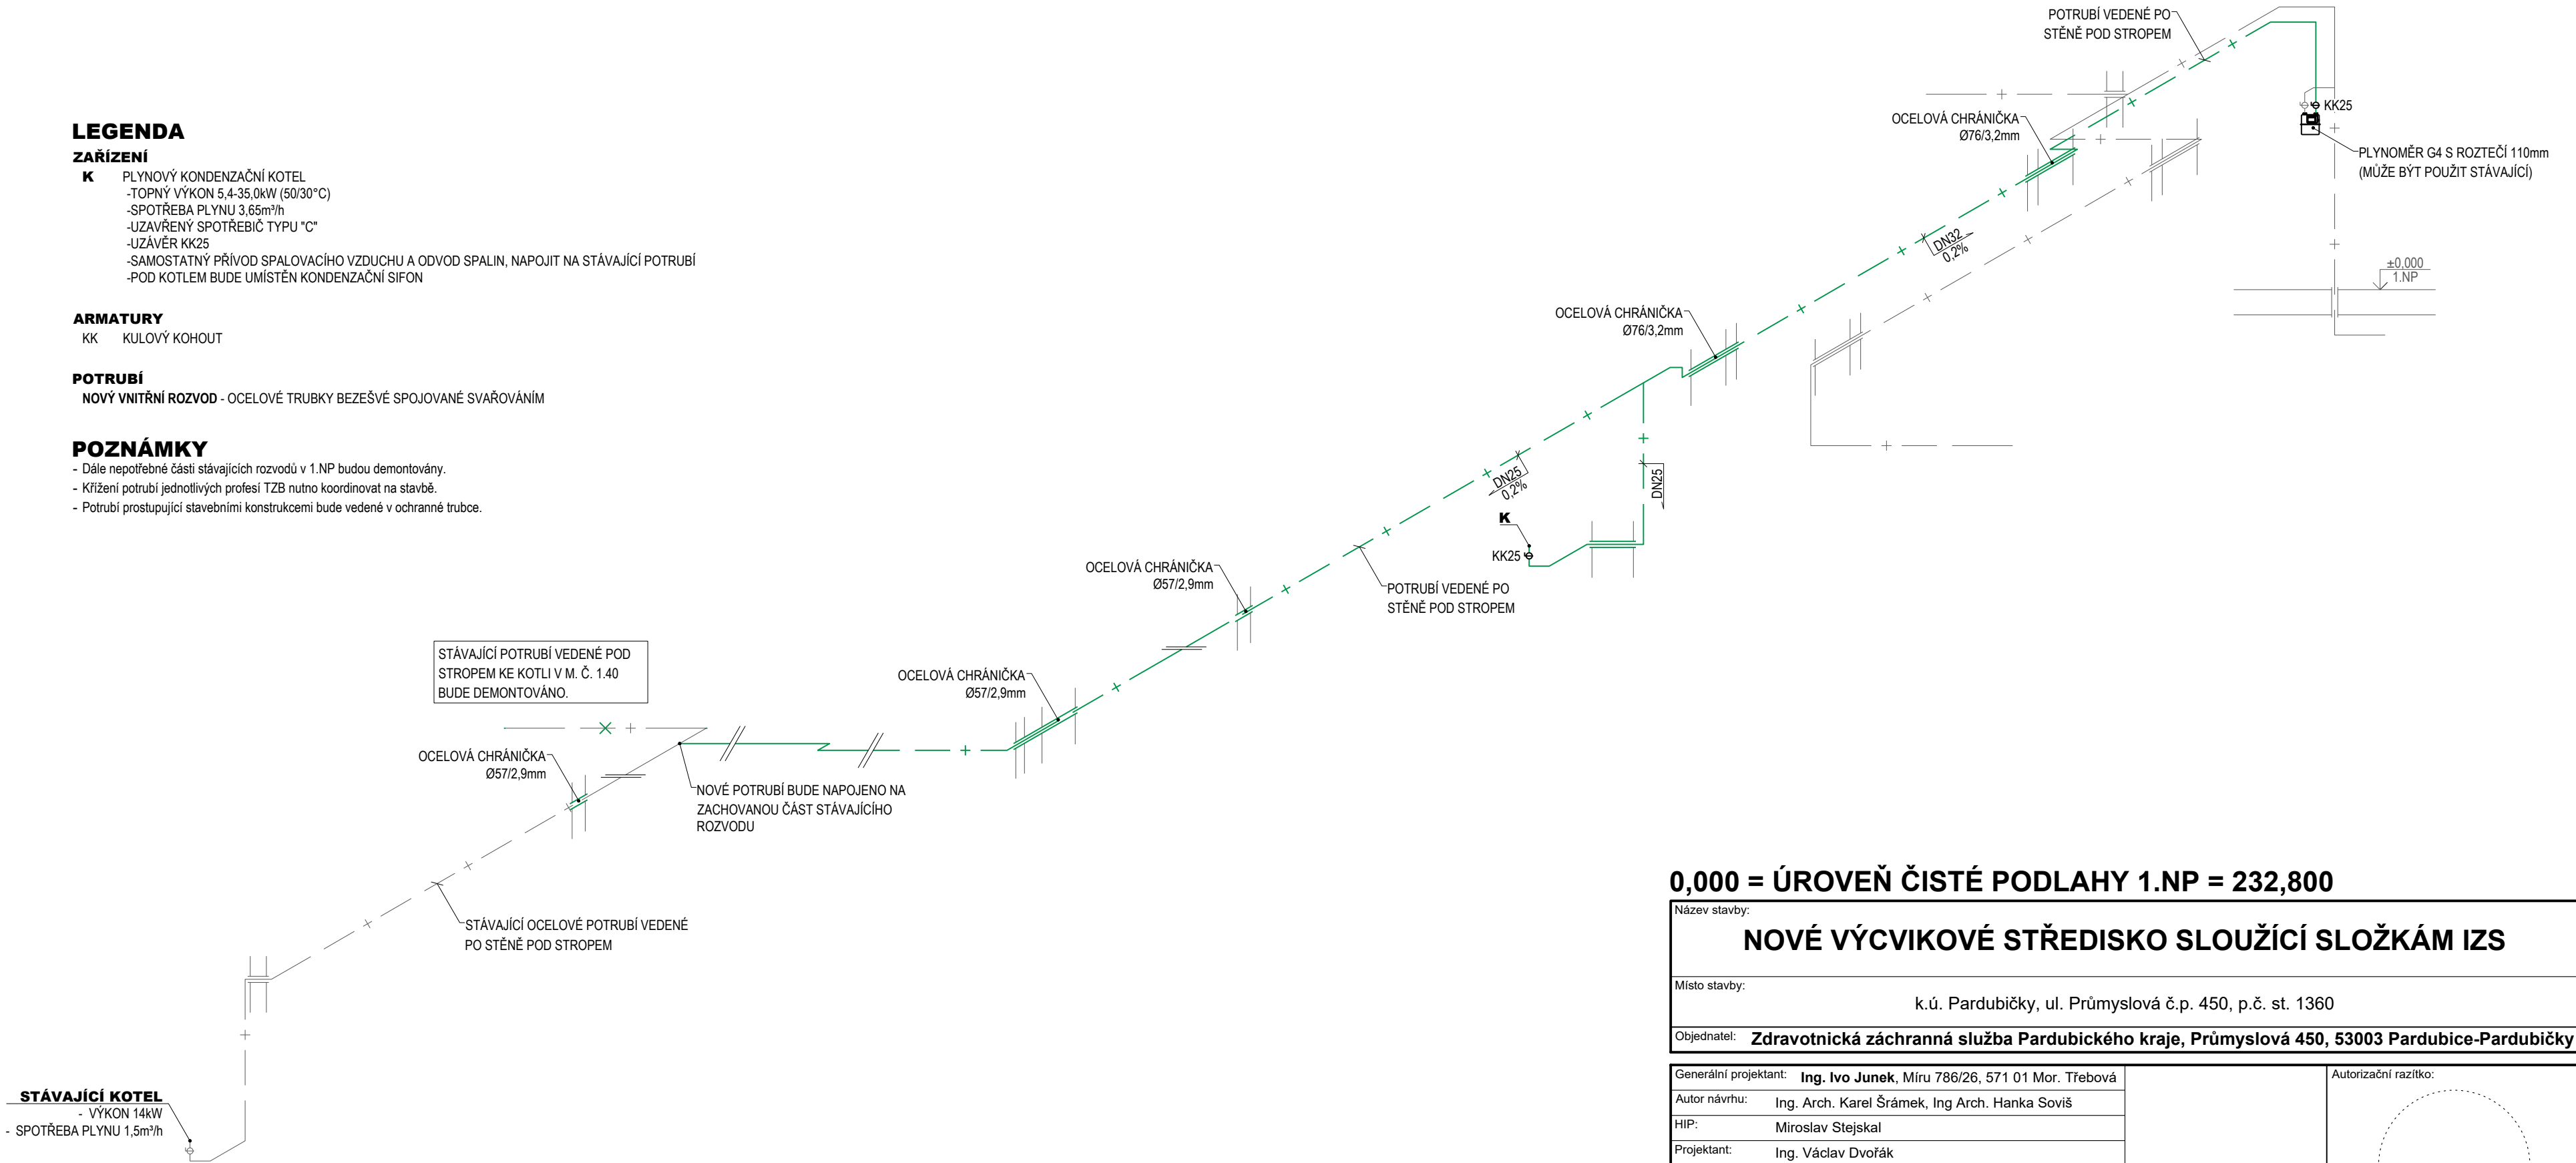 LEGENDA
ZAŘÍZENÍ
K PLYNOVÝ KONDENZAČNÍ KOTEL
-TOPNÝ VÝKON 5,4-35,0kW (50/30°C)
-SPOTŘEBA PLYNU 3,65m³/h
-UZAVŘENÝ SPOTŘEBIČ TYPU "C"
-UZÁVĚR KK25
-SAMOSTATNÝ PŘÍVOD SPALOVACÍHO VZDUCHU A ODVOD SPALIN, NAPOJIT NA STÁVAJÍCÍ POTRUBÍ
-POD KOTLEM BUDE UMÍSTĚN KONDENZAČNÍ SIFON
ARMATURY
KK KULOVÝ KOHOUT
POTRUBÍ
NOVÝ VNITŘNÍ ROZVOD - OCELOVÉ TRUBKY BEZEŠVÉ SPOJOVANÉ SVAŘOVÁNÍM
POZNÁMKY
- Dále nepotřebné části stávajících rozvodů v 1.NP budou demontovány.
- Křížení potrubí jednotlivých profesí TZB nutno koordinovat na stavbě.
- Potrubí prostupující stavebními konstrukcemi bude vedené v ochranné trubce.
POTRUBÍ VEDENÉ PO
STĚNĚ POD STROPEM
KK25
OCELOVÁ CHRÁNIČKA
Ø76/3,2mm
PLYNOMĚR G4 S ROZTEČÍ 110mm
(MŮŽE BÝT POUŽIT STÁVAJÍCÍ)
DN32
0,2%
±0,000
1.NP
OCELOVÁ CHRÁNIČKA
Ø76/3,2mm
DN25
0,2%
DN25
K
KK25
OCELOVÁ CHRÁNIČKA
Ø57/2,9mm
POTRUBÍ VEDENÉ PO
STĚNĚ POD STROPEM
STÁVAJÍCÍ POTRUBÍ VEDENÉ POD
STROPEM KE KOTLI V M. Č. 1.40
BUDE DEMONTOVÁNO.
OCELOVÁ CHRÁNIČKA
Ø57/2,9mm
OCELOVÁ CHRÁNIČKA
Ø57/2,9mm
NOVÉ POTRUBÍ BUDE NAPOJENO NA
ZACHOVANOU ČÁST STÁVAJÍCÍHO
ROZVODU
STÁVAJÍCÍ OCELOVÉ POTRUBÍ VEDENÉ
PO STĚNĚ POD STROPEM
STÁVAJÍCÍ KOTEL
- VÝKON 14kW
- SPOTŘEBA PLYNU 1,5m³/h
0,000 = ÚROVEŇ ČISTÉ PODLAHY 1.NP = 232,800
Název stavby:
NOVÉ VÝCVIKOVÉ STŘEDISKO SLOUŽÍCÍ SLOŽKÁM IZS
Místo stavby:
k.ú. Pardubičky, ul. Průmyslová č.p. 450, p.č. st. 1360
Objednatel: Zdravotnická záchranná služba Pardubického kraje, Průmyslová 450, 53003 Pardubice-Pardubičky
Generální projektant: Ing. Ivo Junek, Míru 786/26, 571 01 Mor. Třebová
Autorizační razítko:
Autor návrhu: Ing. Arch. Karel Šrámek, Ing Arch. Hanka Soviš
HIP: Miroslav Stejskal
Projektant: Ing. Václav Dvořák